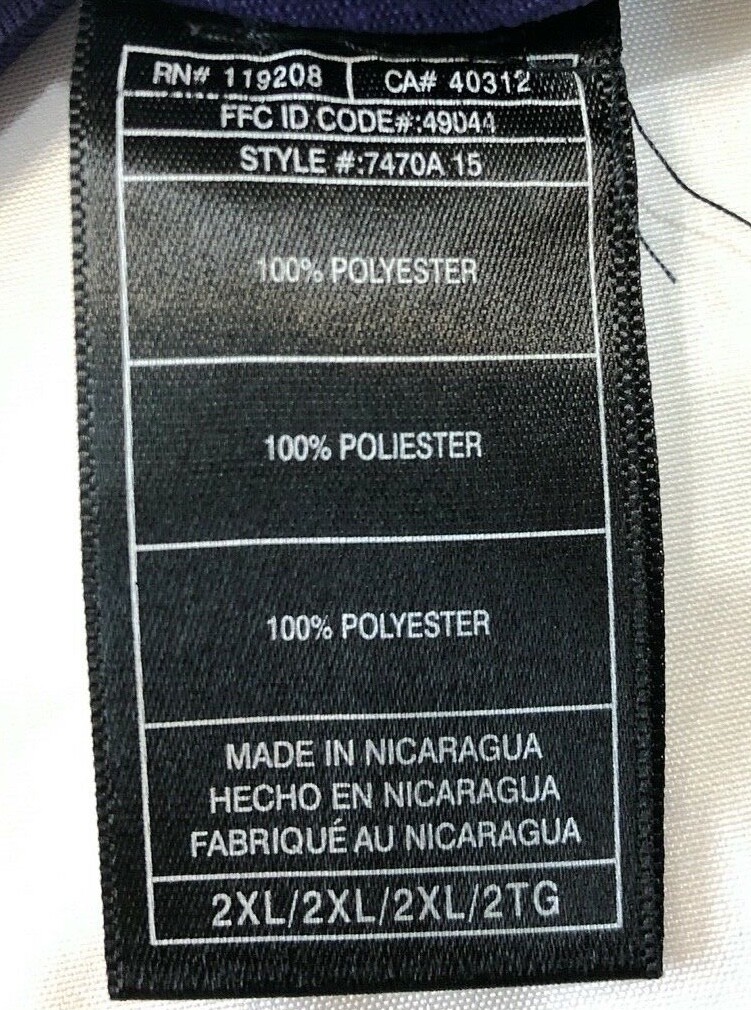 RN# 119208 CA# 40312
FFC ID CODE#:49044
STYLE #:7470A 15
100% POLYESTER
100% POLIESTER
100% POLYESTER
MADE IN NICARAGUA
HECHO EN NICARAGUA
FABRIQUÉ AU NICARAGUA
2XL/2XL/2XL/2TG